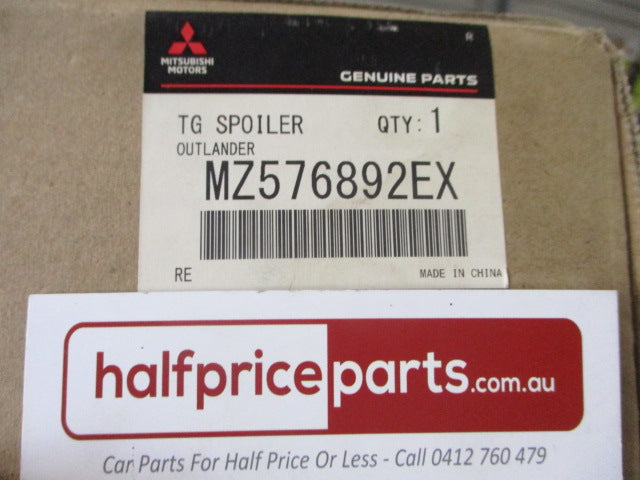 R
MITSUBISHI
MOTORS
GENUINE PARTS
TG SPOILER QTY: 1
OUTLANDER
MZ576892EX
RE MADE IN CHINA
halfpriceparts.com.au
Car Parts For Half Price Or Less - Call 0412 760 479